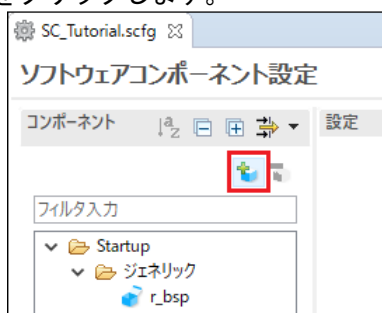 をクリックします。
SC_Tutorial.scfg
ソフトウェアコンポーネント設定
コンポーネント 設定
フィルタ入力
Startup
ジェネリック
r_bsp